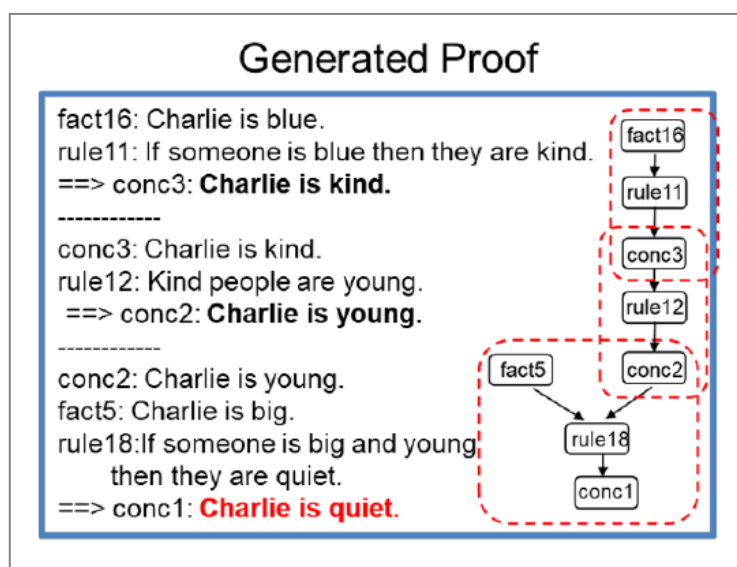 Generated Proof
fact16: Charlie is blue.
rule11: If someone is blue then they are kind.
==> conc3: Charlie is kind.
------------
conc3: Charlie is kind.
rule12: Kind people are young.
==> conc2: Charlie is young.
------------
conc2: Charlie is young.
fact5: Charlie is big.
rule18:If someone is big and young
then they are quiet.
==> conc1: Charlie is quiet.
fact16
rule11
conc3
rule12
fact5
conc2
rule18
conc1